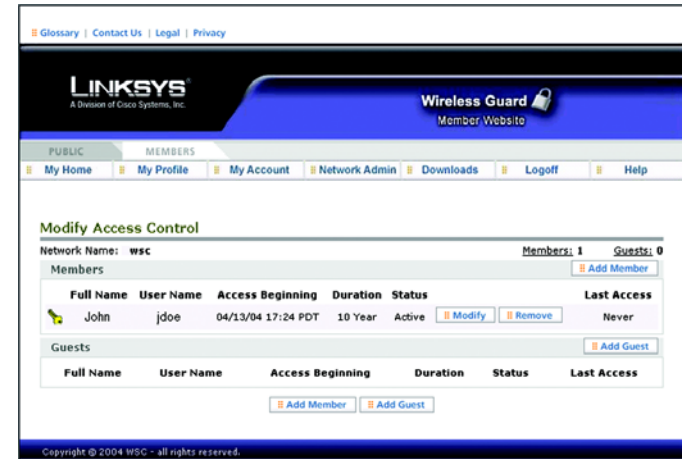 Glossary | Contact Us | Legal | Privacy
LINKSYS®
A Division of Cisco Systems, Inc.
Wireless Guard
Member Website
PUBLIC MEMBERS
My Home My Profile My Account Network Admin Downloads Logoff Help
Modify Access Control
Network Name: wsc Members: 1 Guests: 0
Members Add Member
Full Name User Name Access Beginning Duration Status Last Access
John jdoe 04/13/04 17:24 PDT 10 Year Active Modify Remove Never
Guests Add Guest
Full Name User Name Access Beginning Duration Status Last Access
Add Member Add Guest
Copyright © 2004 WSC - all rights reserved.